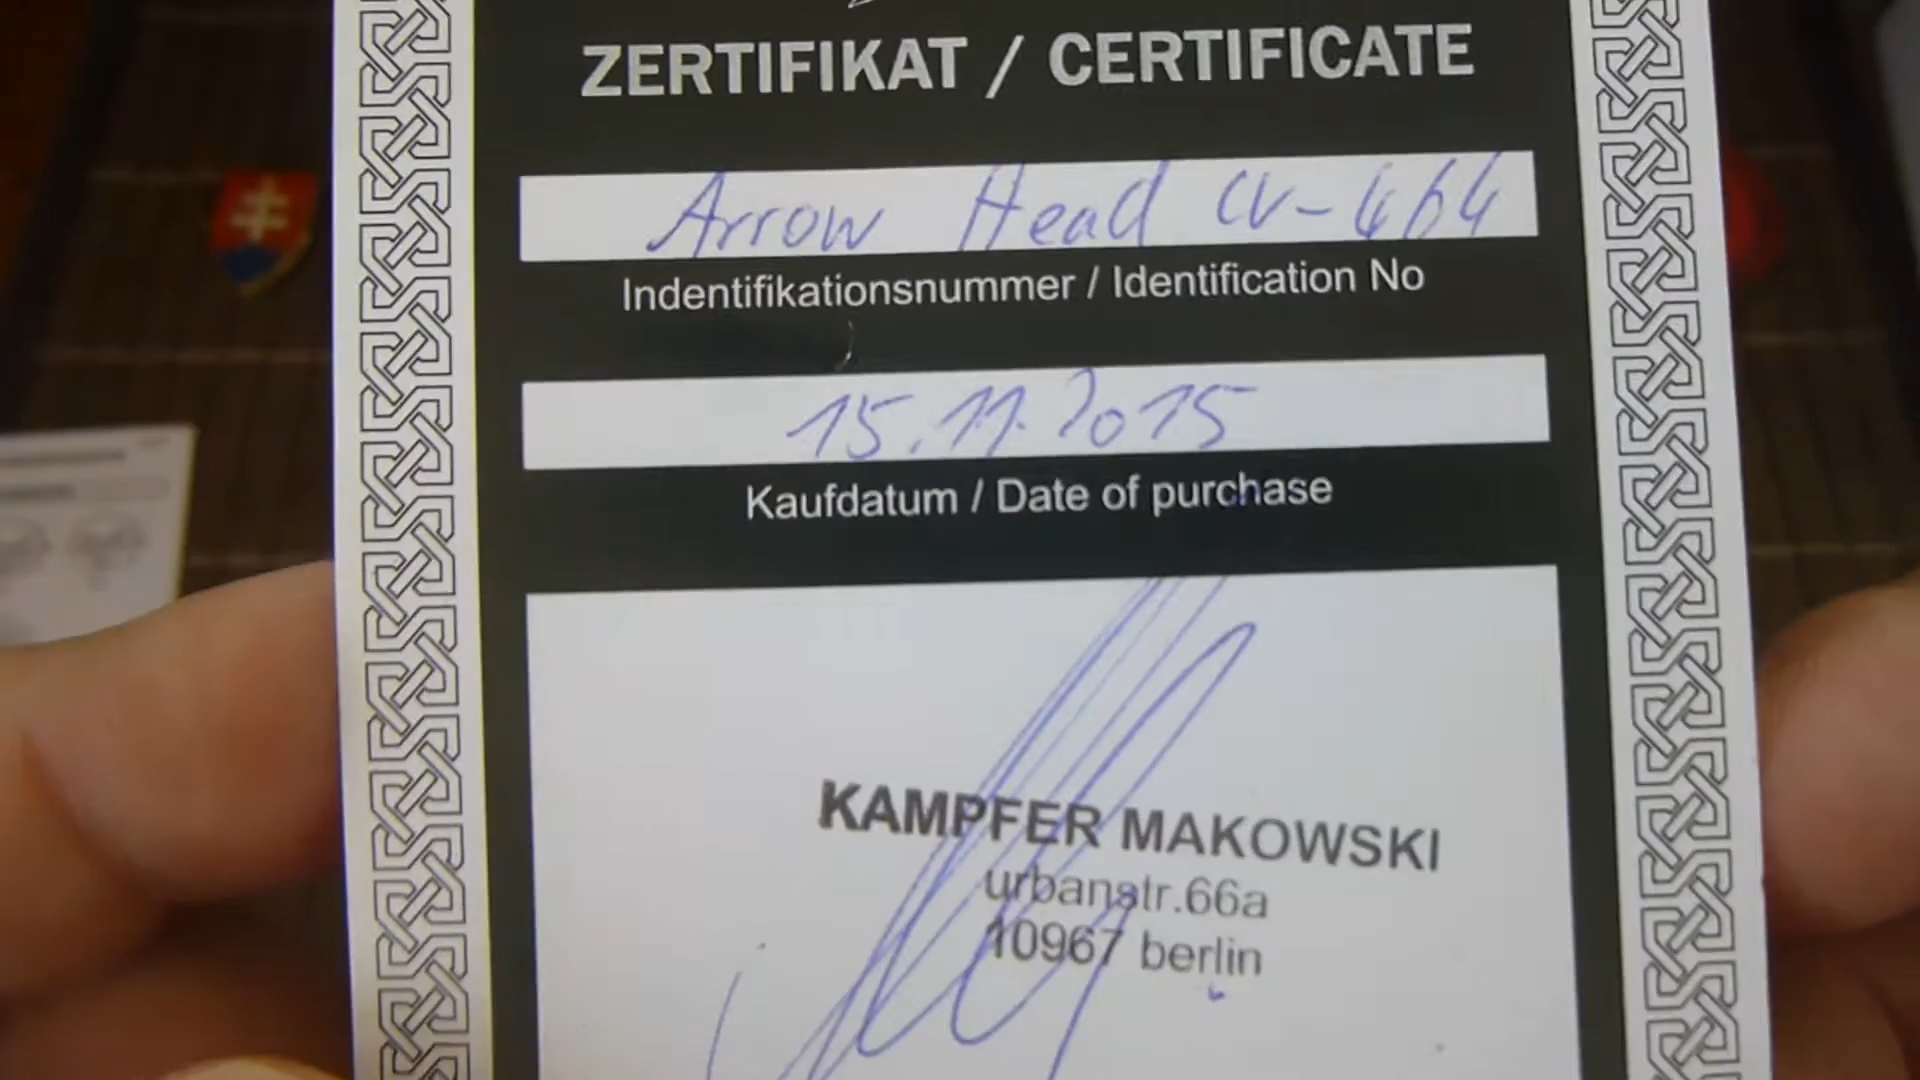 ZERTIFIKAT / CERTIFICATE
Arrow Head CV-464
Indentifikationsnummer / Identification No
15.11.2015
Kaufdatum / Date of purchase
KAMPFER MAKOWSKI
urbanstr.66a
10967 berlin